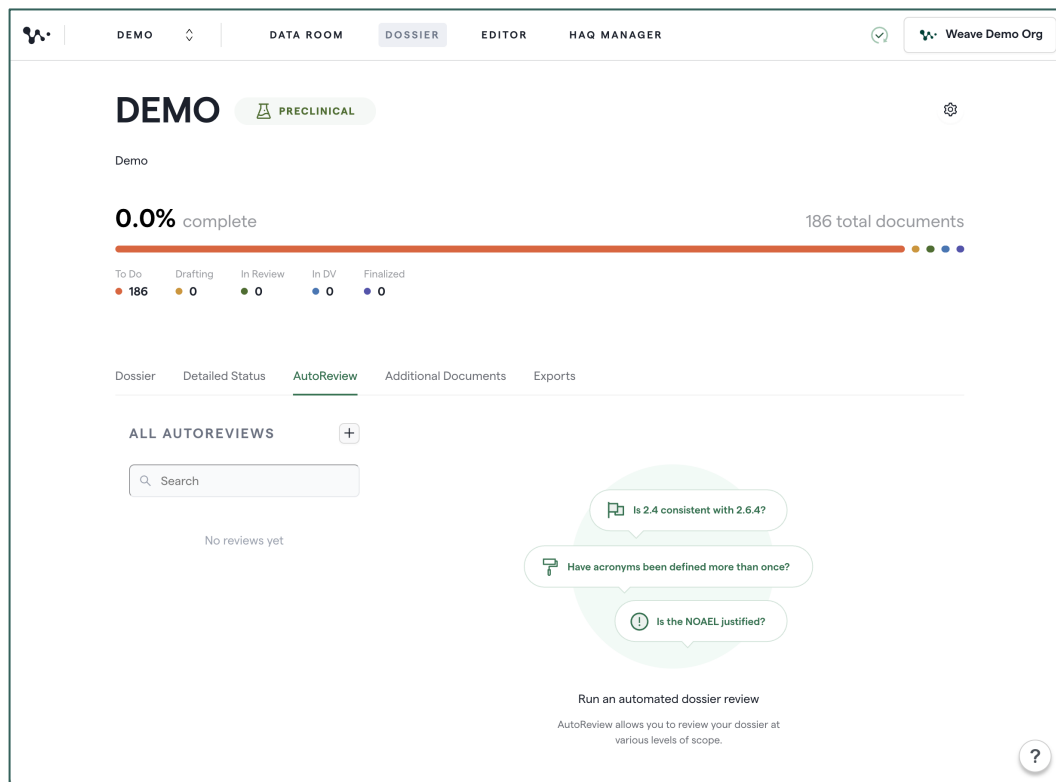 DEMO DATA ROOM DOSSIER EDITOR HAQ MANAGER Weave Demo Org
DEMO PRECLINICAL
Demo
0.0% complete 186 total documents
To Do Drafting In Review In DV Finalized
186 0 0 0 0
Dossier Detailed Status AutoReview Additional Documents Exports
ALL AUTOREVIEWS +
Search
Is 2.4 consistent with 2.6.4?
No reviews yet
Have acronyms been defined more than once?
Is the NOAEL justified?
Run an automated dossier review
AutoReview allows you to review your dossier at
various levels of scope.
?